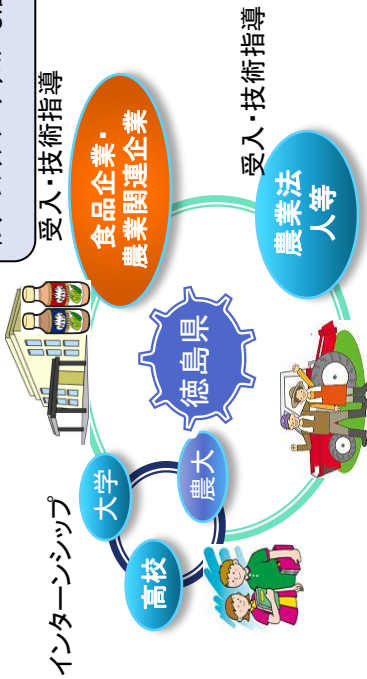 受入・技術指導
食品企業・
農業関連企業
受入・技術指導
農業法
人等
徳島県
インターンシップ
大学
農大
高校